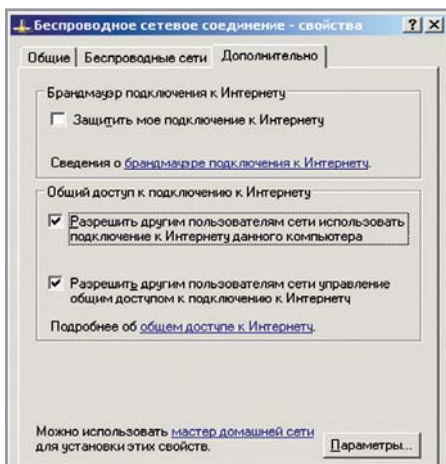 Беспроводное сетевое соединение - свойства
Общие Беспроводные сети Дополнительно
Брандмауэр подключения к Интернету
Защитить мое подключение к Интернету
Сведения о брандмауэре подключения к Интернету.
Общий доступ к подключению к Интернету
Разрешить другим пользователям сети использовать
подключение к Интернету данного компьютера
Разрешить другим пользователям сети управление
общим доступом к подключению к Интернету
Подробнее об общем доступе к Интернету.
Можно использовать мастер домашней сети
для установки этих свойств.
Параметры...